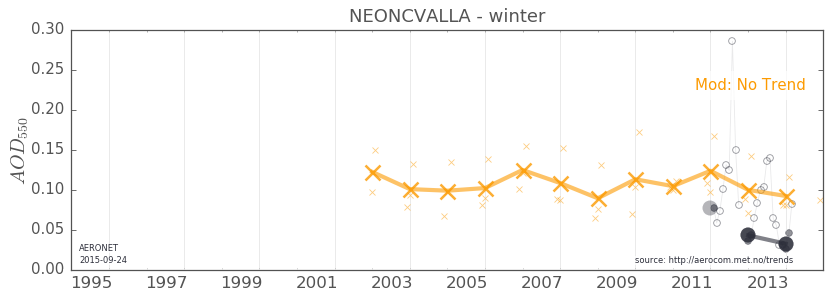 NEONCVALLA - winter
0.30
0.25
0.20
0.15
0.10
0.05
0.00
AOD550
Mod: No Trend
AERONET
2015-09-24
source: http://aerocom.met.no/trends
1995 1997 1999 2001 2003 2005 2007 2009 2011 2013